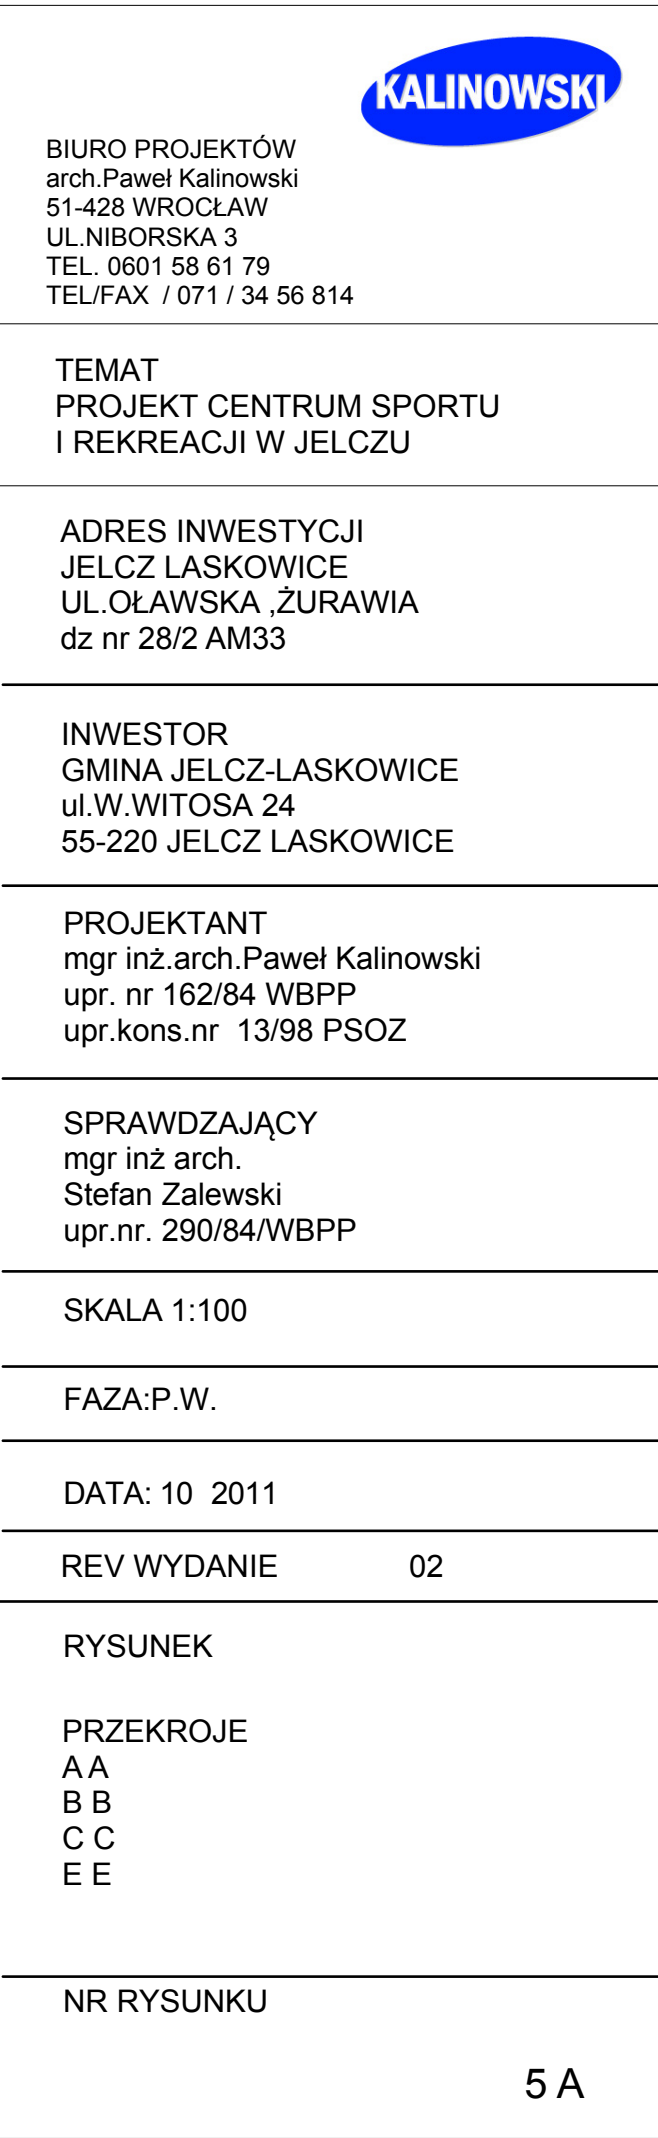 KALINOWSKI
BIURO PROJEKTÓW
arch.Paweł Kalinowski
51-428 WROCŁAW
UL.NIBORSKA 3
TEL. 0601 58 61 79
TEL/FAX / 071 / 34 56 814
TEMAT
PROJEKT CENTRUM SPORTU
I REKREACJI W JELCZU
ADRES INWESTYCJI
JELCZ LASKOWICE
UL.OŁAWSKA ,ŻURAWIA
dz nr 28/2 AM33
INWESTOR
GMINA JELCZ-LASKOWICE
ul.W.WITOSA 24
55-220 JELCZ LASKOWICE
PROJEKTANT
mgr inż.arch.Paweł Kalinowski
upr. nr 162/84 WBPP
upr.kons.nr 13/98 PSOZ
SPRAWDZAJĄCY
mgr inż arch.
Stefan Zalewski
upr.nr. 290/84/WBPP
SKALA 1:100
FAZA:P.W.
DATA: 10 2011
REV WYDANIE 02
RYSUNEK
PRZEKROJE
A A
B B
C C
E E
NR RYSUNKU
5 A